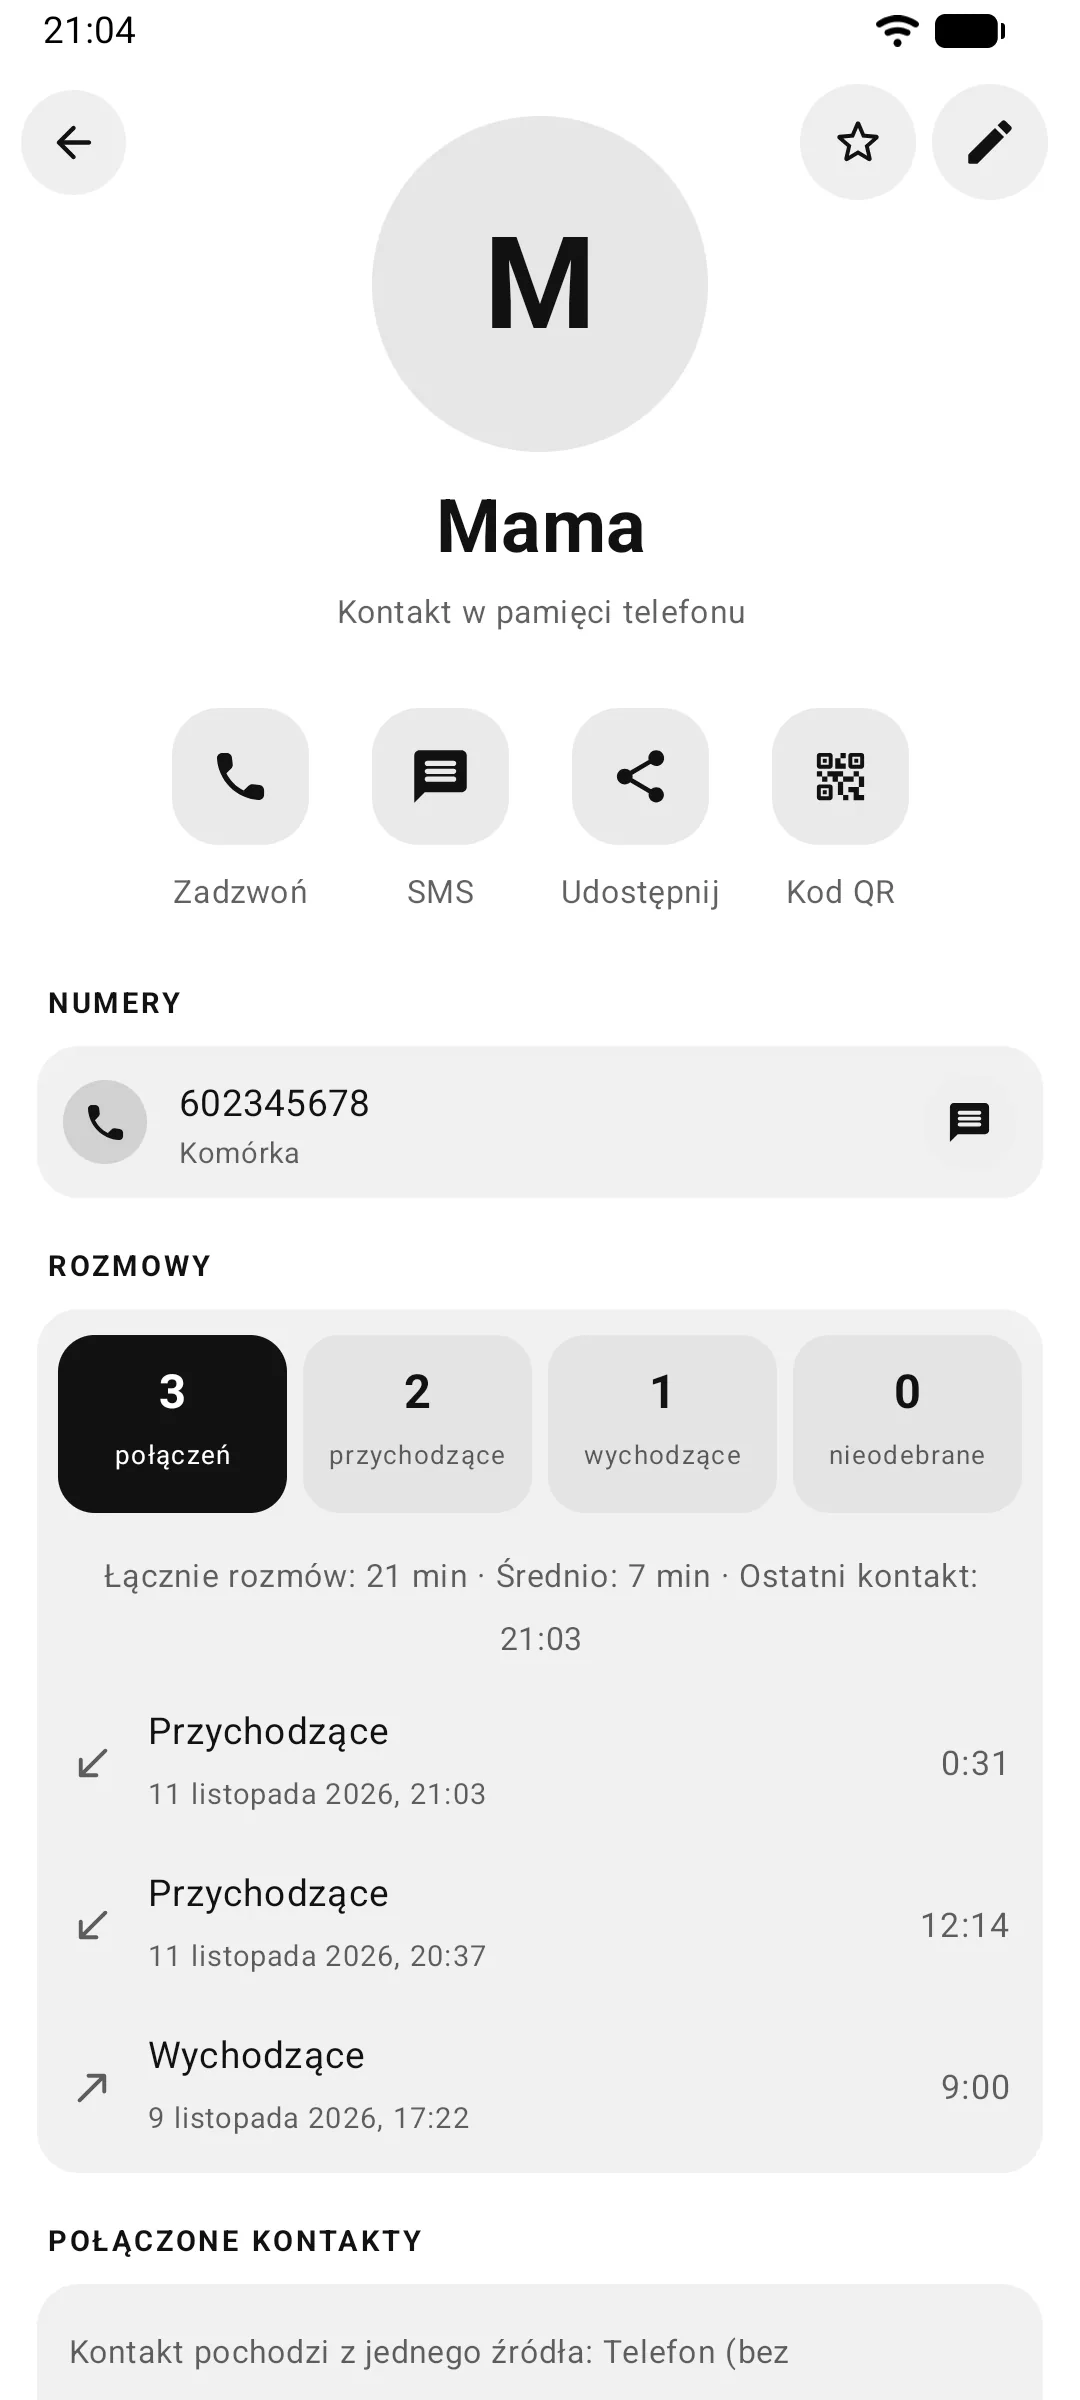 21:04
M
Mama
Kontakt w pamięci telefonu
Zadzwoń SMS Udostępnij Kod QR
NUMERY
602345678
Komórka
ROZMOWY
3 2 1 0
połączeń przychodzące wychodzące nieodebrane
Łącznie rozmów: 21 min · Średnio: 7 min · Ostatni kontakt:
21:03
Przychodzące
0:31
11 listopada 2026, 21:03
Przychodzące
12:14
11 listopada 2026, 20:37
Wychodzące
9:00
9 listopada 2026, 17:22
POŁĄCZONE KONTAKTY
Kontakt pochodzi z jednego źródła: Telefon (bez